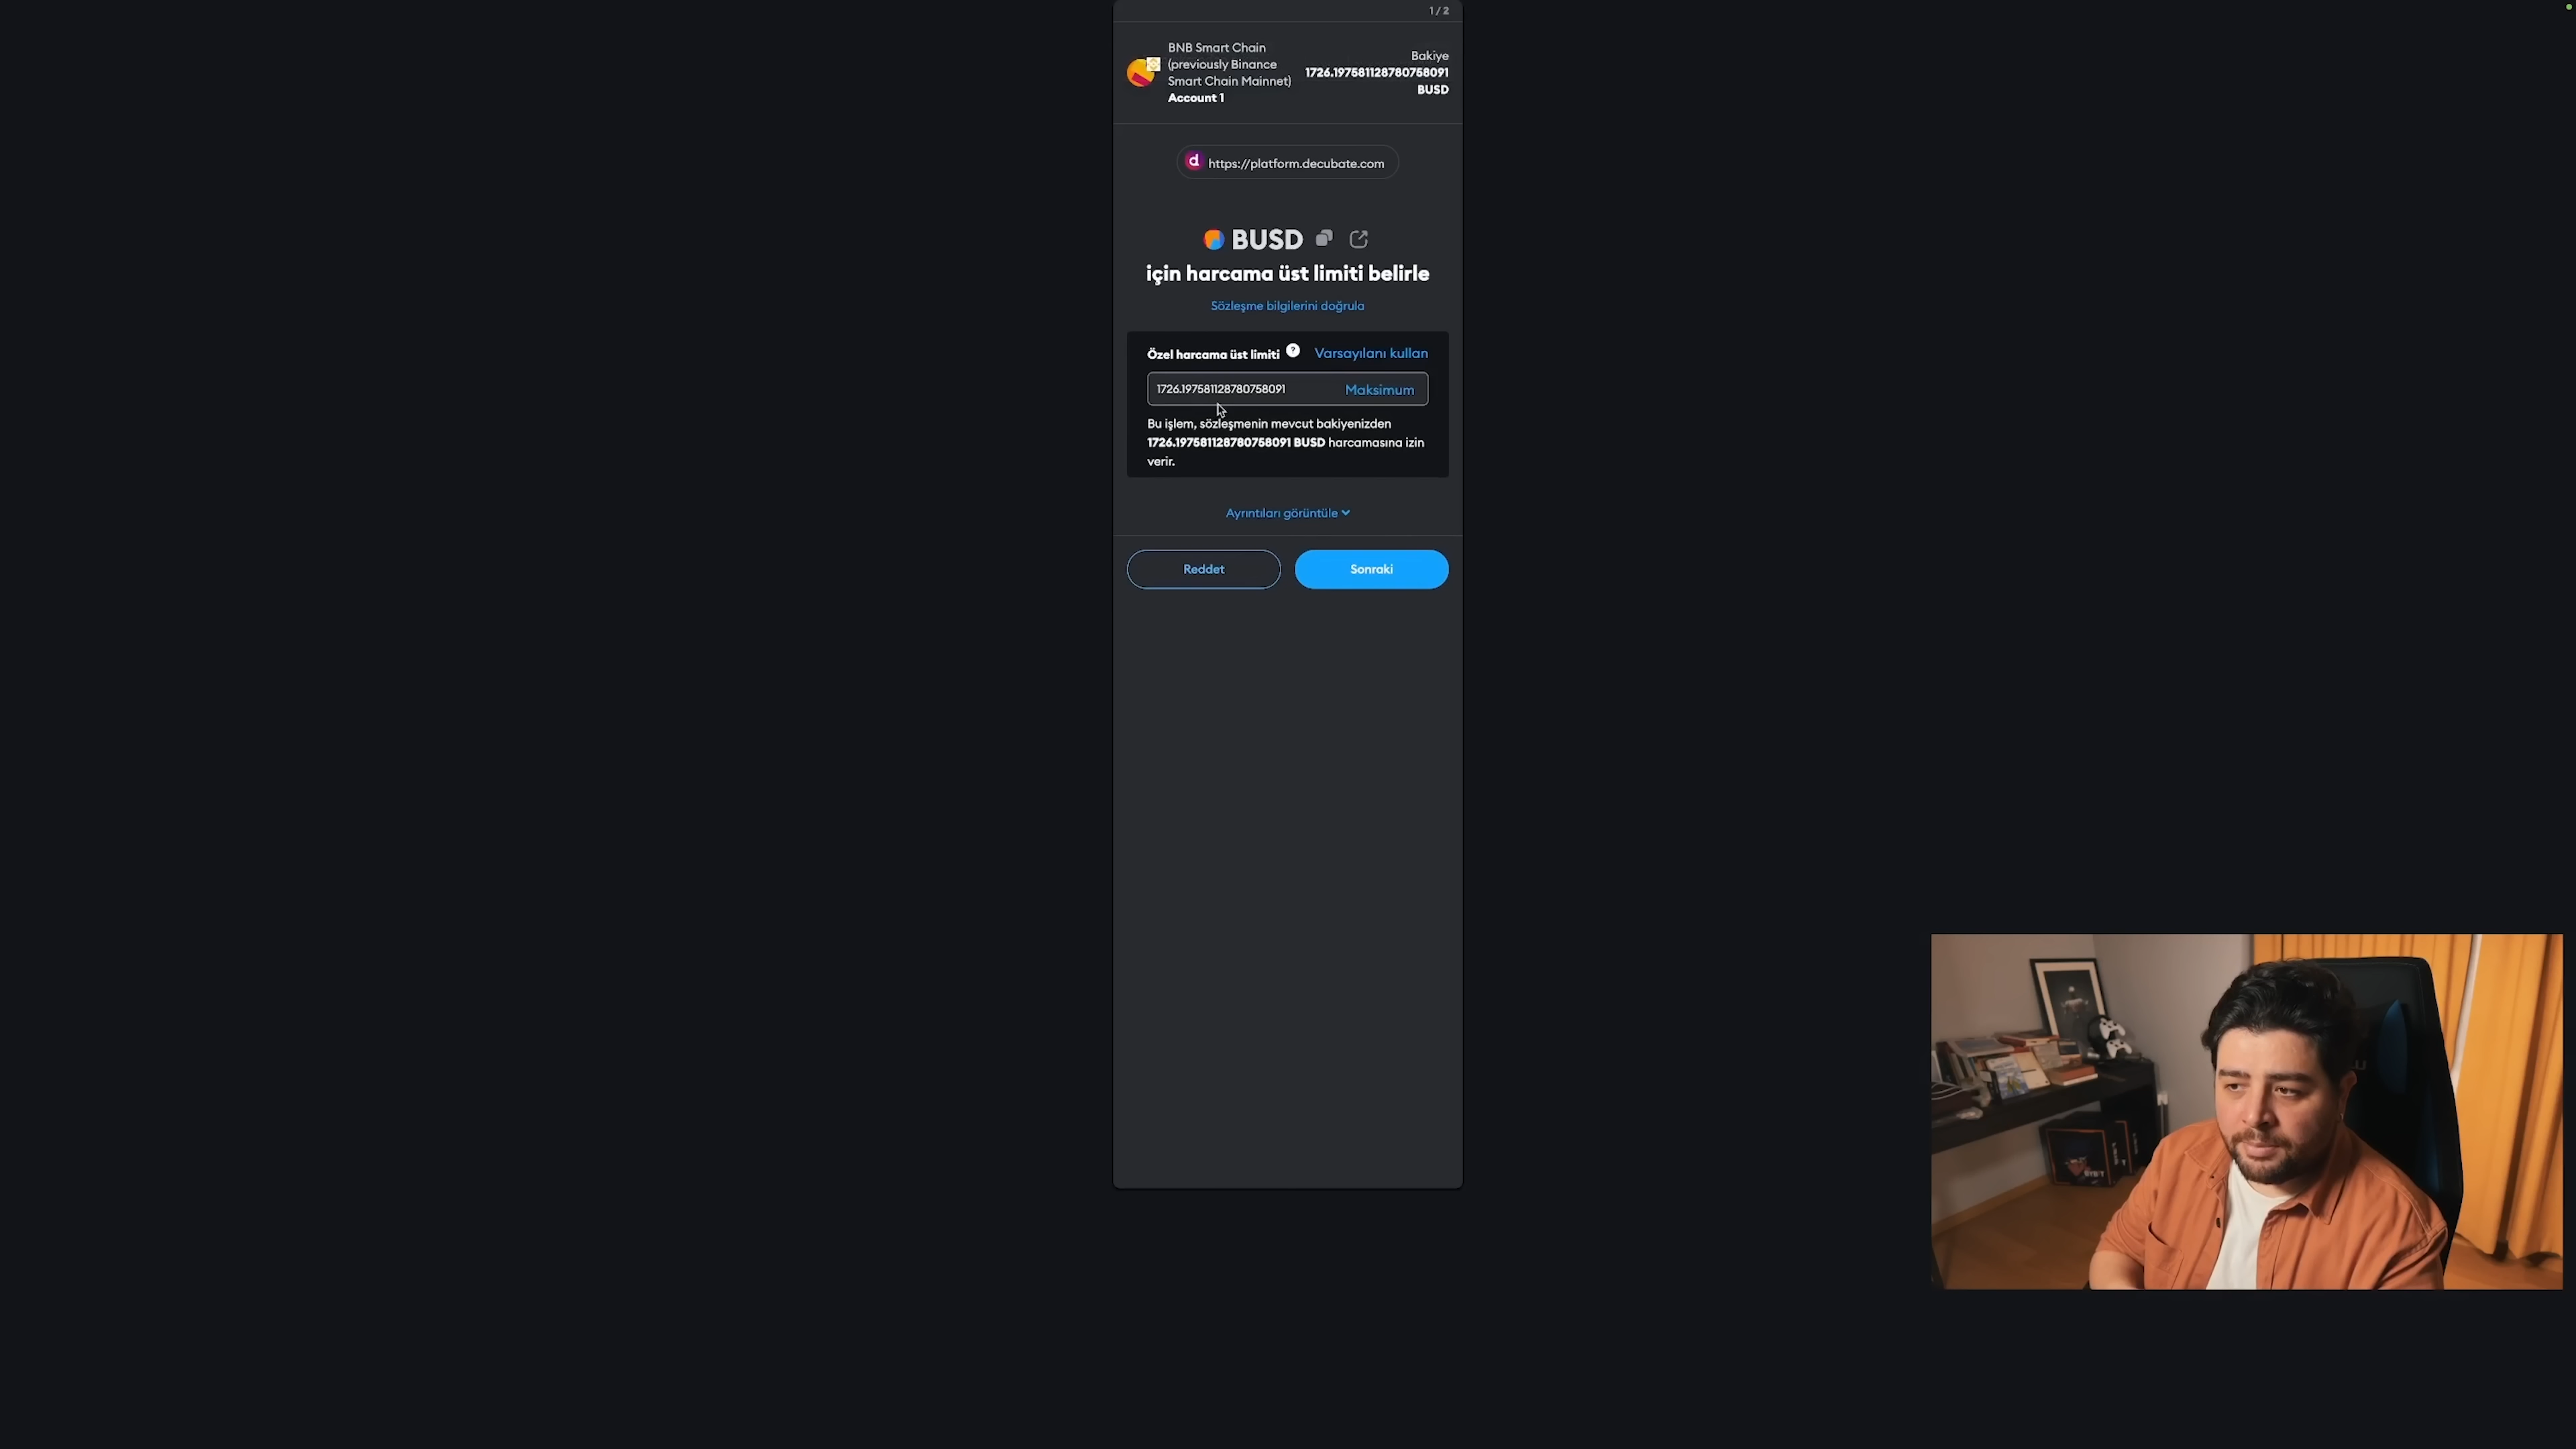 1 / 2
BNB Smart Chain
(previously Binance
Smart Chain Mainnet)
Account 1
Bakiye
1726.197581128780758091
BUSD
d
https://platform.decubate.com
BUSD
için harcama üst limiti belirle
Sözleşme bilgilerini doğrula
Özel harcama üst limiti ? Varsayılanı kullan
1726.197581128780758091 Maksimum
Bu işlem, sözleşmenin mevcut bakiyenizden
1726.197581128780758091 BUSD harcamasına izin
verir.
Ayrıntıları görüntüle
Reddet Sonraki